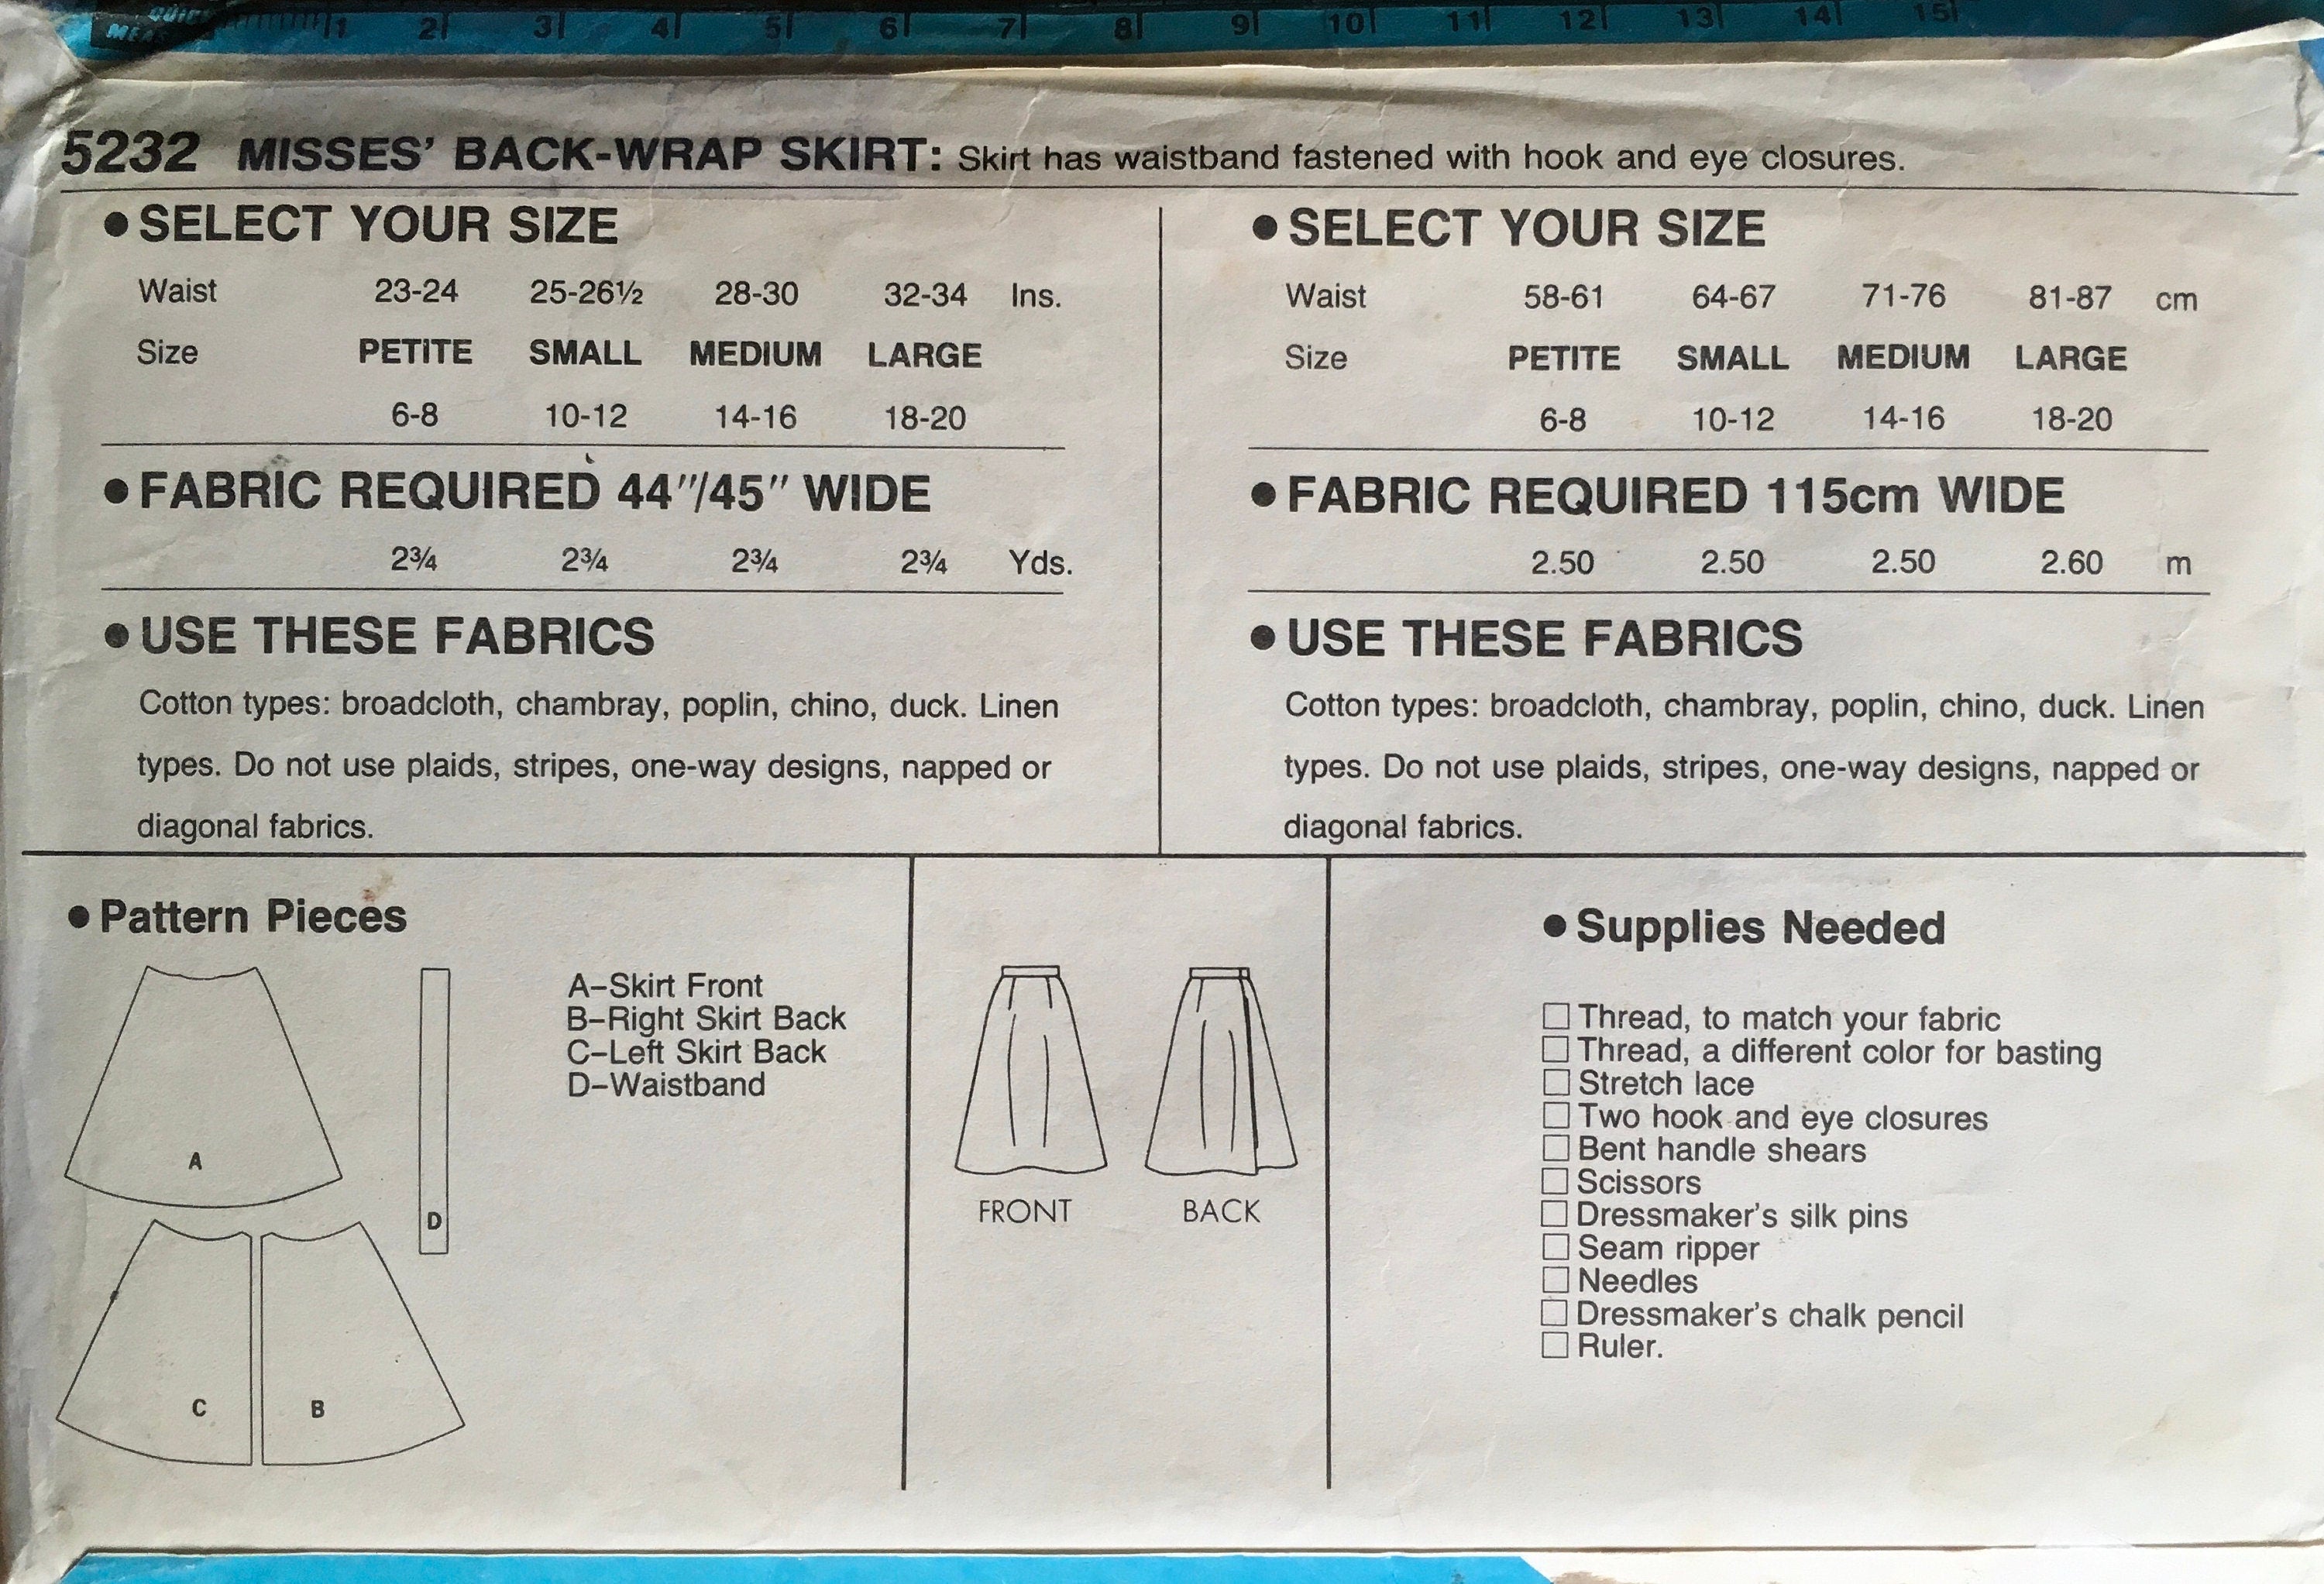 QUICK
MEA
1 2 3 4 5 6 7 8 9 10 11 12 13 14 15
5232 MISSES’ BACK-WRAP SKIRT: Skirt has waistband fastened with hook and eye closures.
● SELECT YOUR SIZE
Waist 23-24 25-26½ 28-30 32-34 Ins.
Size PETITE SMALL MEDIUM LARGE
6-8 10-12 14-16 18-20
● FABRIC REQUIRED 44″/45″ WIDE
2¾ 2¾ 2¾ 2¾ Yds.
● USE THESE FABRICS
Cotton types: broadcloth, chambray, poplin, chino, duck. Linen
types. Do not use plaids, stripes, one-way designs, napped or
diagonal fabrics.
● SELECT YOUR SIZE
Waist 58-61 64-67 71-76 81-87 cm
Size PETITE SMALL MEDIUM LARGE
6-8 10-12 14-16 18-20
● FABRIC REQUIRED 115cm WIDE
2.50 2.50 2.50 2.60 m
● USE THESE FABRICS
Cotton types: broadcloth, chambray, poplin, chino, duck. Linen
types. Do not use plaids, stripes, one-way designs, napped or
diagonal fabrics.
● Pattern Pieces
A
D
C
B
A–Skirt Front
B–Right Skirt Back
C–Left Skirt Back
D–Waistband
FRONT
BACK
● Supplies Needed
☐ Thread, to match your fabric
☐ Thread, a different color for basting
☐ Stretch lace
☐ Two hook and eye closures
☐ Bent handle shears
☐ Scissors
☐ Dressmaker's silk pins
☐ Seam ripper
☐ Needles
☐ Dressmaker's chalk pencil
☐ Ruler.